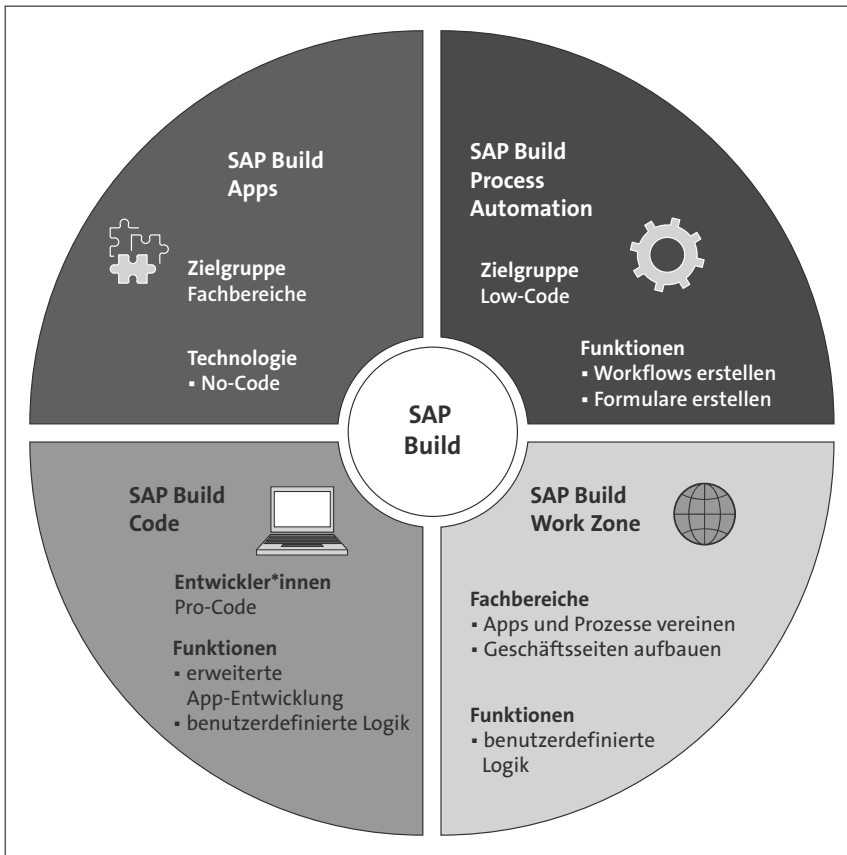 SAP Build
Apps
Zielgruppe
Fachbereiche
Technologie
▪ No-Code
SAP Build
Process
Automation
Zielgruppe
Low-Code
Funktionen
▪ Workflows erstellen
▪ Formulare erstellen
SAP
Build
SAP Build
Code
Entwickler*innen
Pro-Code
Funktionen
▪ erweiterte
App-Entwicklung
▪ benutzerdefinierte Logik
SAP Build
Work Zone
Fachbereiche
▪ Apps und Prozesse vereinen
▪ Geschäftsseiten aufbauen
Funktionen
▪ benutzerdefinierte
Logik